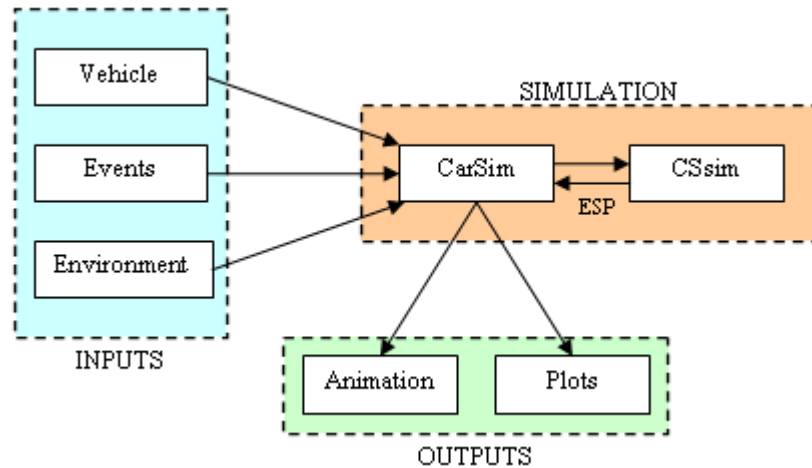 Vehicle
Events
Environment
INPUTS
SIMULATION
CarSim
CSsim
ESP
Animation
Plots
OUTPUTS